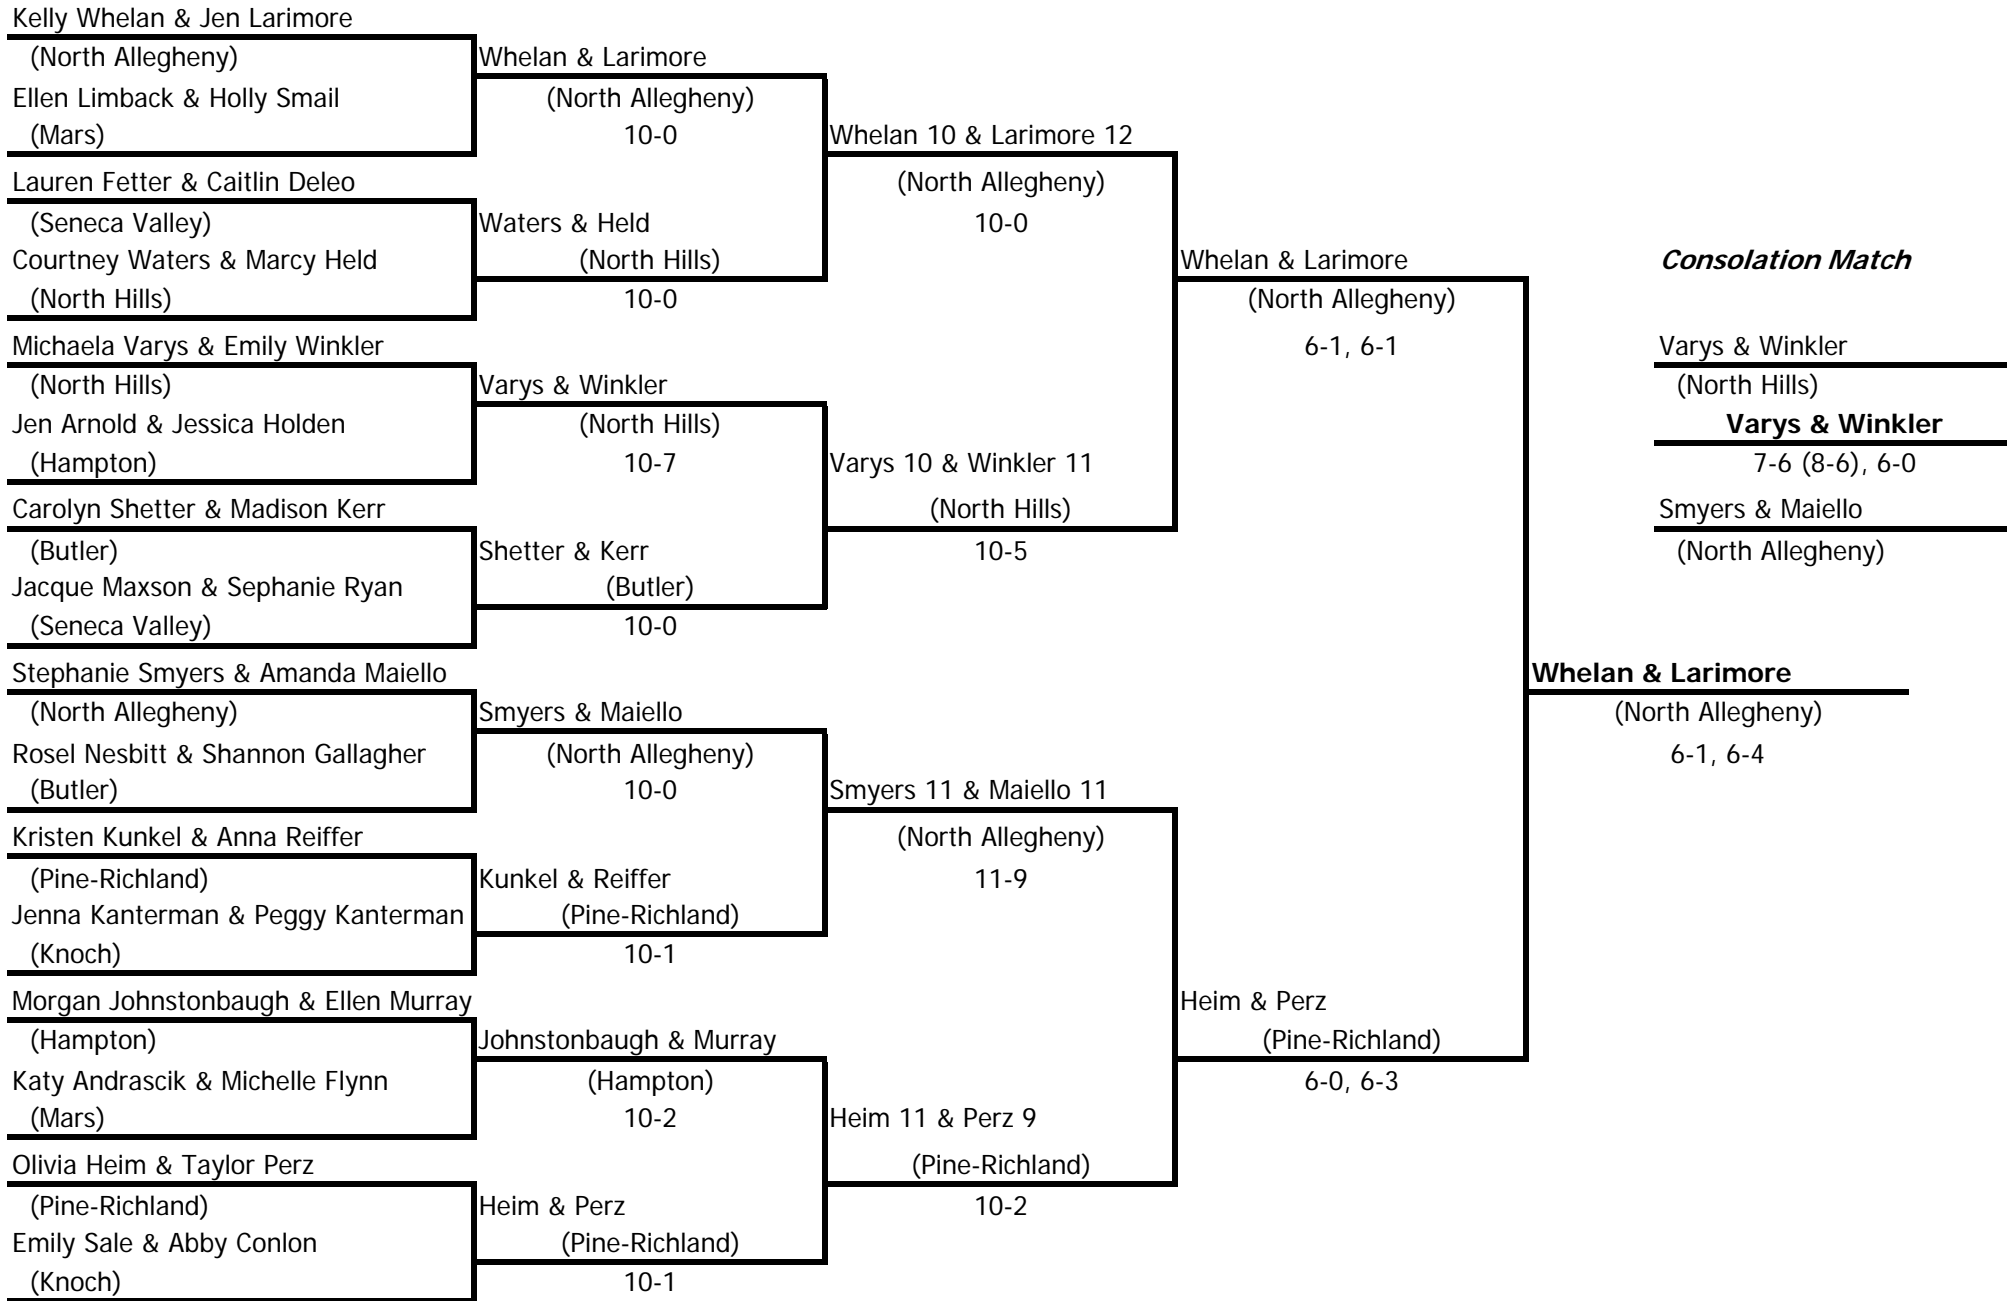 Kelly Whelan & Jen Larimore
(North Allegheny)
Ellen Limback & Holly Smail
(Mars)
Lauren Fetter & Caitlin Deleo
(Seneca Valley)
Courtney Waters & Marcy Held
(North Hills)
Michaela Varys & Emily Winkler
(North Hills)
Jen Arnold & Jessica Holden
(Hampton)
Carolyn Shetter & Madison Kerr
(Butler)
Jacque Maxson & Sephanie Ryan
(Seneca Valley)
Stephanie Smyers & Amanda Maiello
(North Allegheny)
Rosel Nesbitt & Shannon Gallagher
(Butler)
Kristen Kunkel & Anna Reiffer
(Pine-Richland)
Jenna Kanterman & Peggy Kanterman
(Knoch)
Morgan Johnstonbaugh & Ellen Murray
(Hampton)
Katy Andrascik & Michelle Flynn
(Mars)
Olivia Heim & Taylor Perz
(Pine-Richland)
Emily Sale & Abby Conlon
(Knoch)
Whelan & Larimore
(North Allegheny)
10-0
Waters & Held
(North Hills)
10-0
Varys & Winkler
(North Hills)
10-7
Shetter & Kerr
(Butler)
10-0
Smyers & Maiello
(North Allegheny)
10-0
Kunkel & Reiffer
(Pine-Richland)
10-1
Johnstonbaugh & Murray
(Hampton)
10-2
Heim & Perz
(Pine-Richland)
10-1
Whelan 10 & Larimore 12
(North Allegheny)
10-0
Varys 10 & Winkler 11
(North Hills)
10-5
Smyers 11 & Maiello 11
(North Allegheny)
11-9
Heim 11 & Perz 9
(Pine-Richland)
10-2
Whelan & Larimore
(North Allegheny)
6-1, 6-1
Heim & Perz
(Pine-Richland)
6-0, 6-3
Whelan & Larimore
(North Allegheny)
6-1, 6-4
Consolation Match
Varys & Winkler
(North Hills)
Varys & Winkler
7-6 (8-6), 6-0
Smyers & Maiello
(North Allegheny)